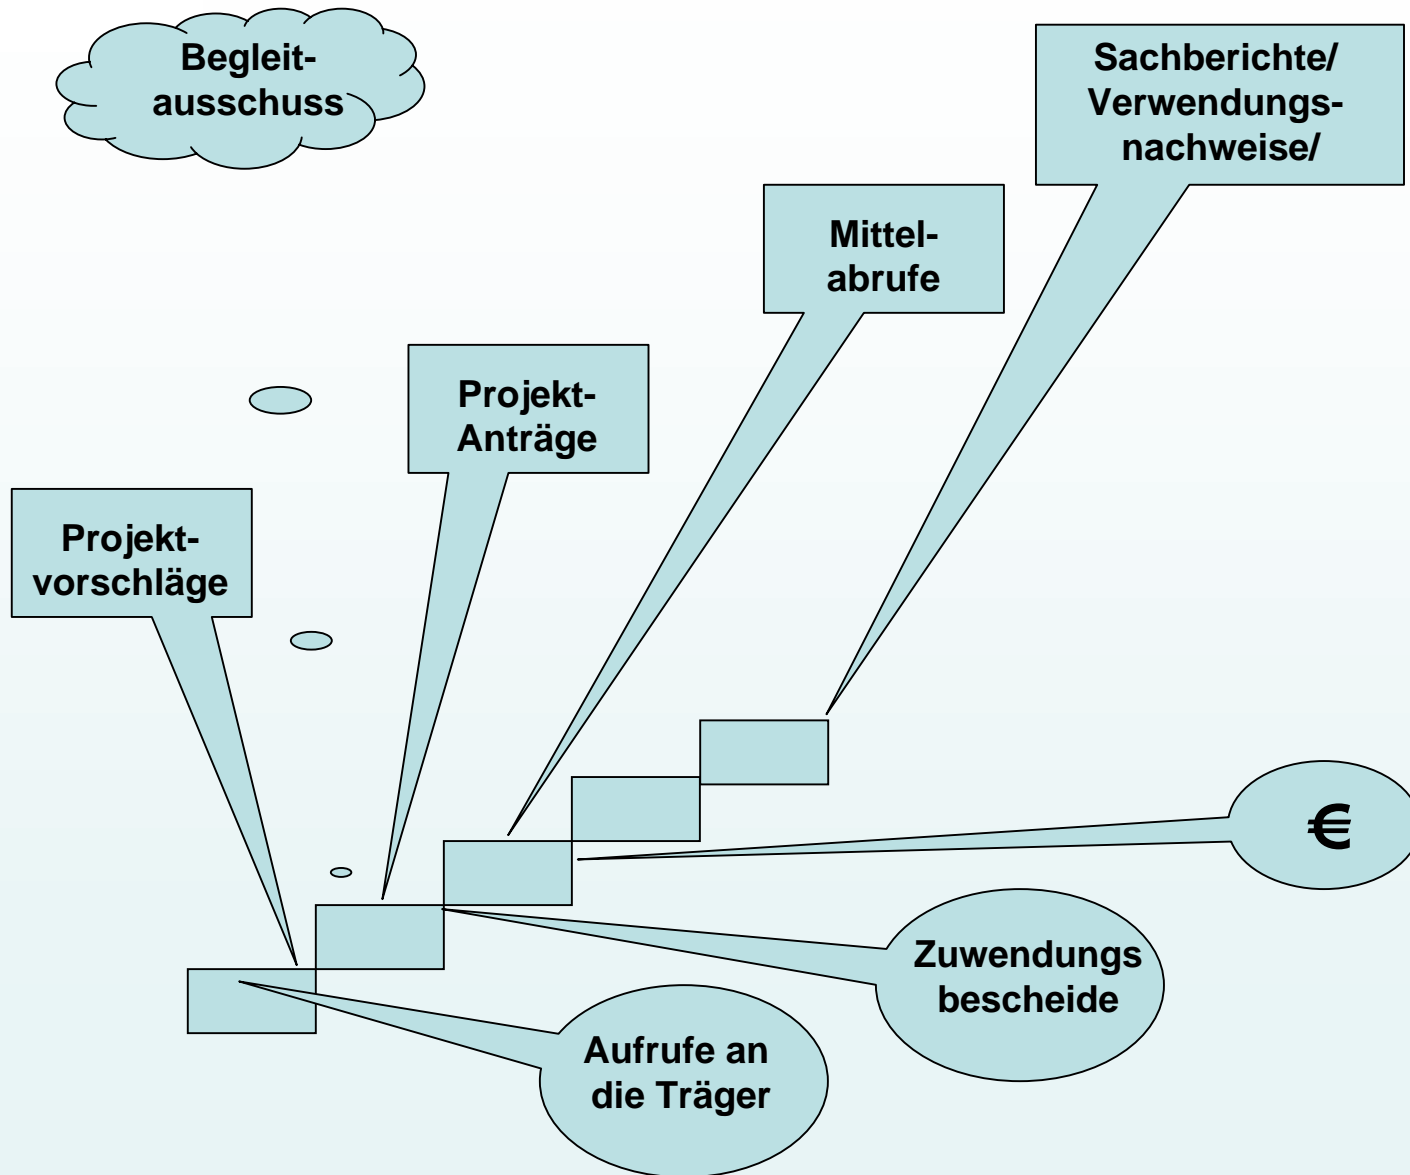 Begleit-
ausschuss
Sachberichte/
Verwendungs-
nachweise/
Mittel-
abrufe
Projekt-
Anträge
Projekt-
vorschläge
€
Zuwendungs
bescheide
Aufrufe an
die Träger